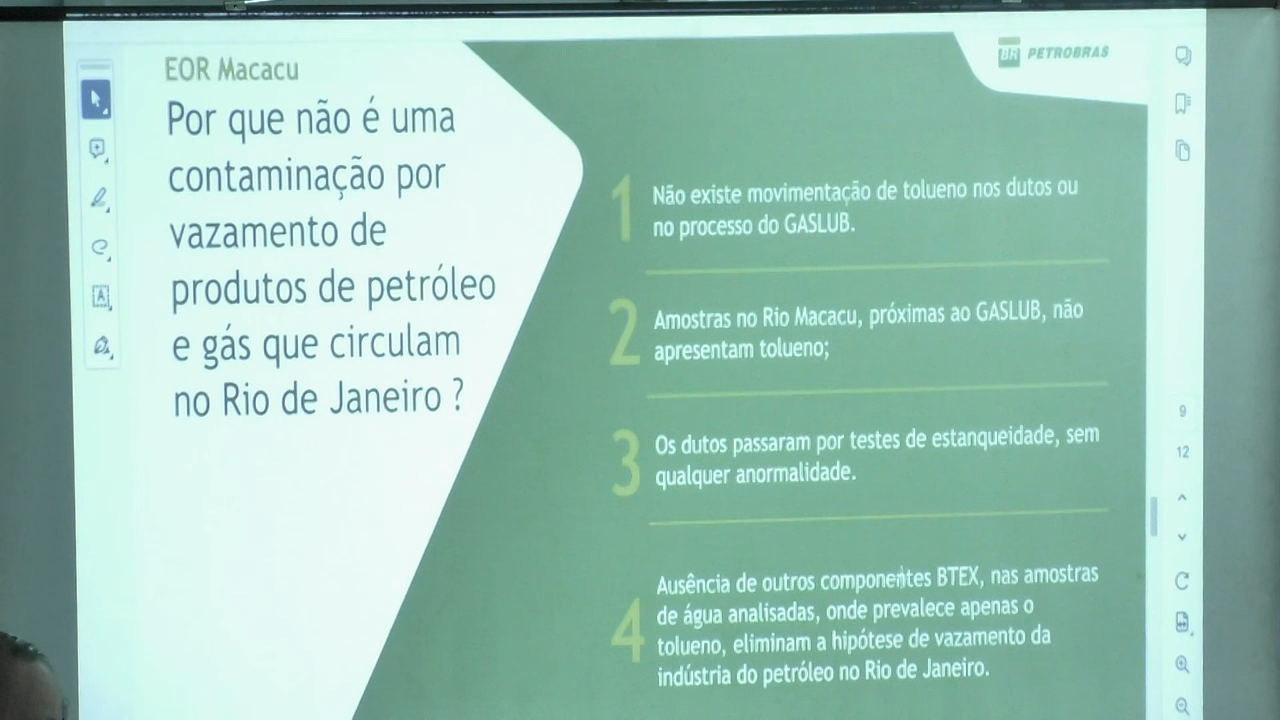 EOR Macacu
Por que não é uma
contaminação por
vazamento de
produtos de petróleo
e gás que circulam
no Rio de Janeiro ?
BR PETROBRAS
1
Não existe movimentação de tolueno nos dutos ou
no processo do GASLUB.
2
Amostras no Rio Macacu, próximas ao GASLUB, não
apresentam tolueno;
3
Os dutos passaram por testes de estanqueidade, sem
qualquer anormalidade.
4
Ausência de outros componentes BTEX, nas amostras
de água analisadas, onde prevalece apenas o
tolueno, eliminam a hipótese de vazamento da
indústria do petróleo no Rio de Janeiro.
9
12